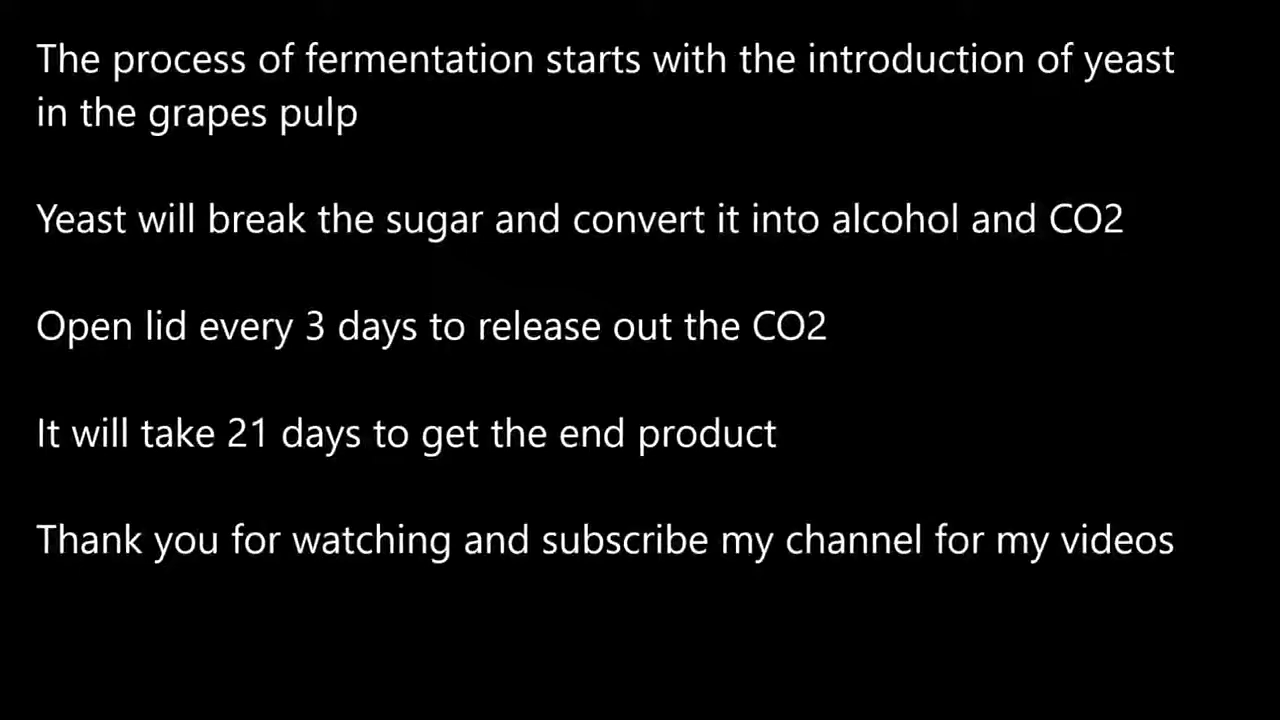 The process of fermentation starts with the introduction of yeast
in the grapes pulp
Yeast will break the sugar and convert it into alcohol and CO2
Open lid every 3 days to release out the CO2
It will take 21 days to get the end product
Thank you for watching and subscribe my channel for my videos